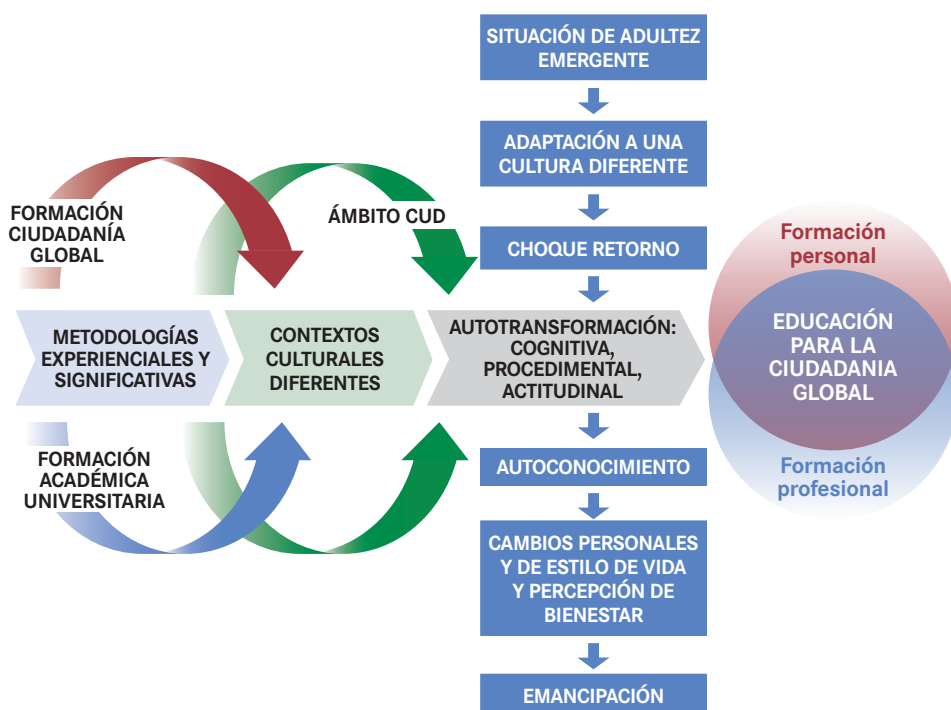 SITUACIÓN DE ADULTEZ
EMERGENTE
ADAPTACIÓN A UNA
CULTURA DIFERENTE
CHOQUE RETORNO
FORMACIÓN
CIUDADANÍA
GLOBAL
ÁMBITO CUD
METODOLOGÍAS
EXPERIENCIALES Y
SIGNIFICATIVAS
CONTEXTOS
CULTURALES
DIFERENTES
AUTOTRANSFORMACIÓN:
COGNITIVA,
PROCEDIMENTAL,
ACTITUDINAL
Formación
personal
EDUCACIÓN
PARA LA
CIUDADANIA
GLOBAL
Formación
profesional
FORMACIÓN
ACADÉMICA
UNIVERSITARIA
AUTOCONOCIMIENTO
CAMBIOS PERSONALES
Y DE ESTILO DE VIDA
Y PERCEPCIÓN DE
BIENESTAR
EMANCIPACIÓN